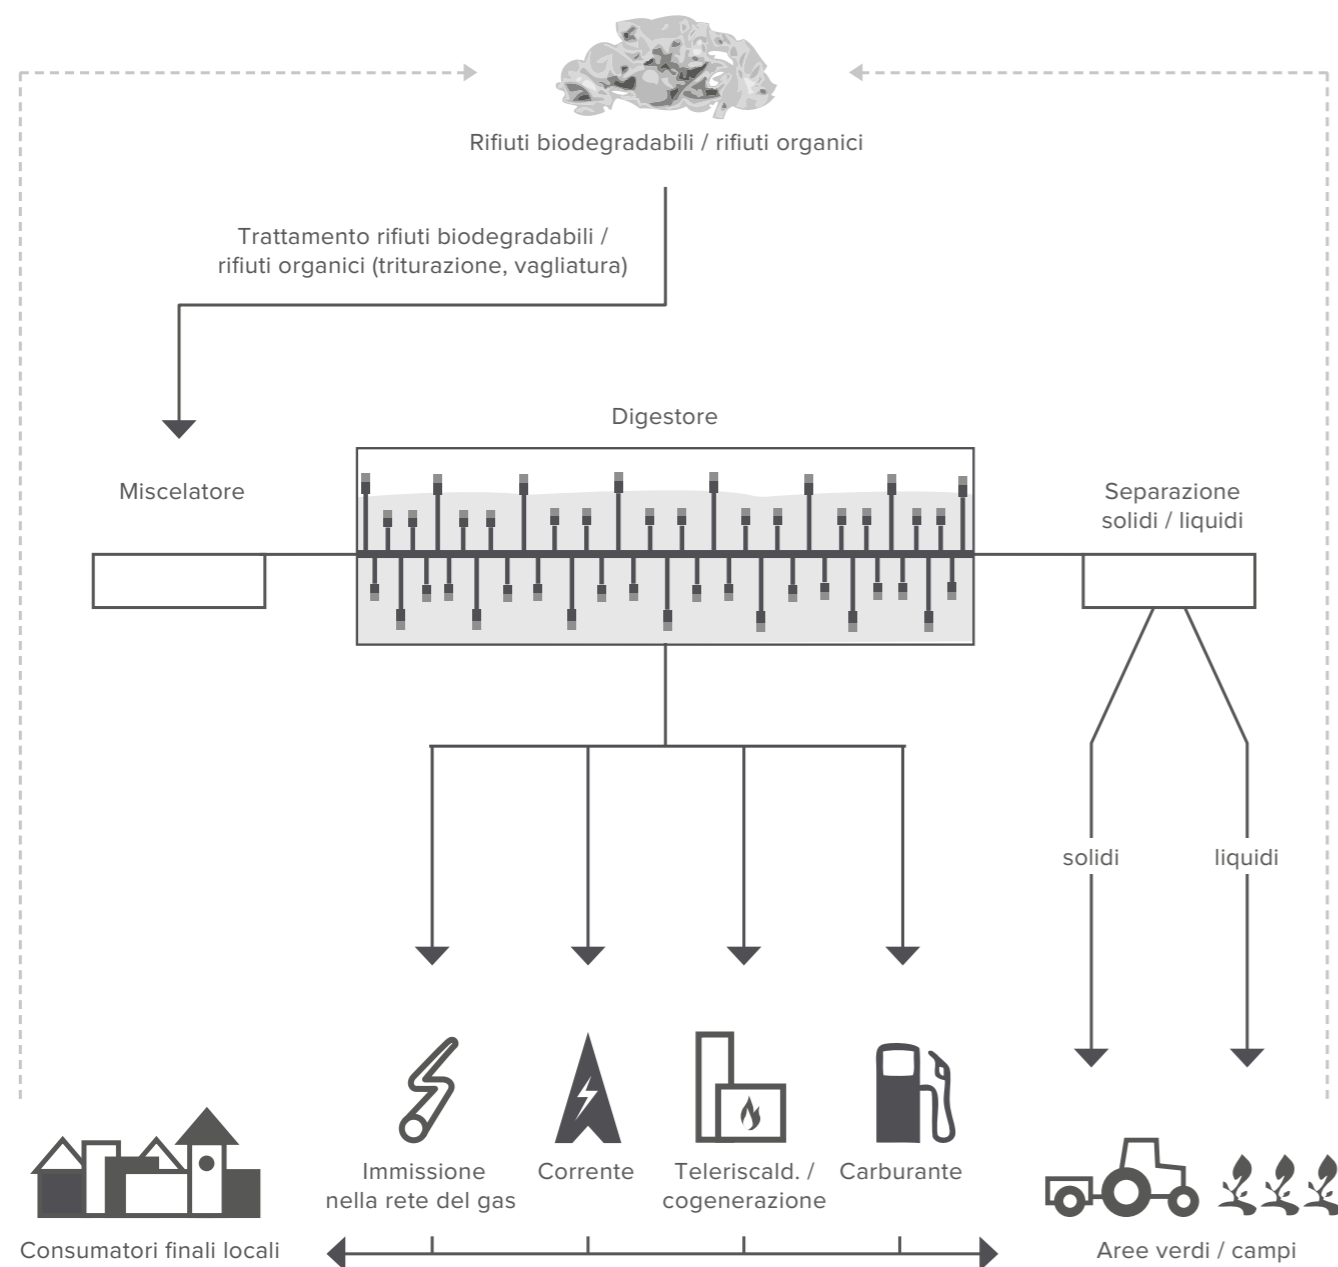 Rifiuti biodegradabili / rifiuti organici
Trattamento rifiuti biodegradabili /
rifiuti organici (triturazione, vagliatura)
Digestore
Miscelatore
Separazione
solidi / liquidi
solidi
liquidi
Immissione
nella rete del gas
Corrente
Teleriscald. /
cogenerazione
Carburante
Consumatori finali locali
Aree verdi / campi